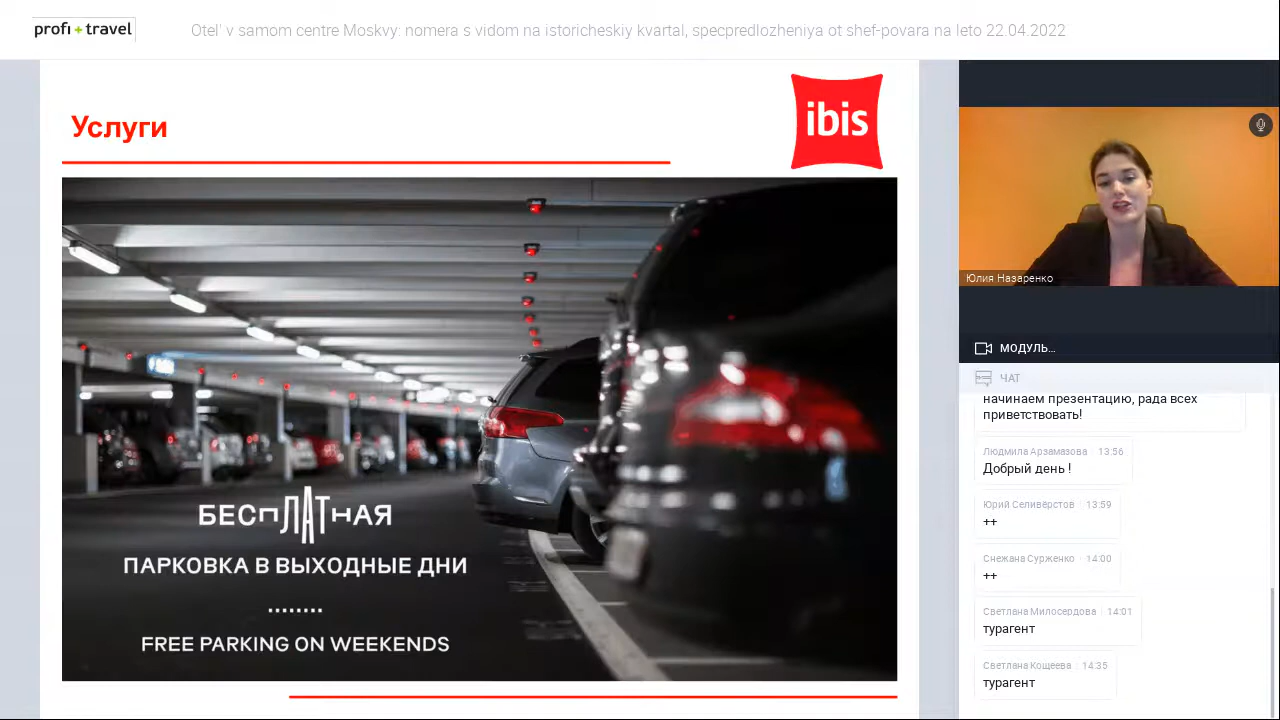 profi + travel
Otel' v samom centre Moskvy: nomera s vidom na istoricheskiy kvartal, specpredlozheniya ot shef-povara na leto 22.04.2022
Услуги
ibis
БЕСПЛАТНАЯ
ПАРКОВКА В ВЫХОДНЫЕ ДНИ
........
FREE PARKING ON WEEKENDS
Юлия Назаренко
МОДУЛЬ...
ЧАТ
начинаем презентацию, рада всех
приветствовать!
Людмила Арзамазова 13:56
Добрый день !
Юрий Селивёрстов 13:59
++
Снежана Сурженко 14:00
++
Светлана Милосердова 14:01
турагент
Светлана Кощеева 14:35
турагент